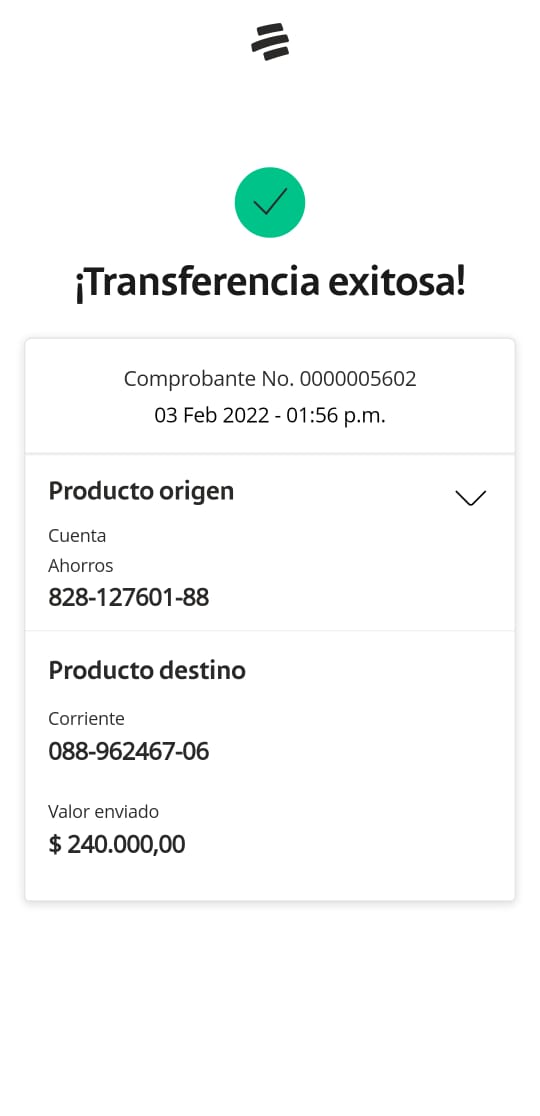 ¡Transferencia exitosa!
Comprobante No. 0000005602
03 Feb 2022 - 01:56 p.m.
Producto origen
Cuenta
Ahorros
828-127601-88
Producto destino
Corriente
088-962467-06
Valor enviado
$ 240.000,00